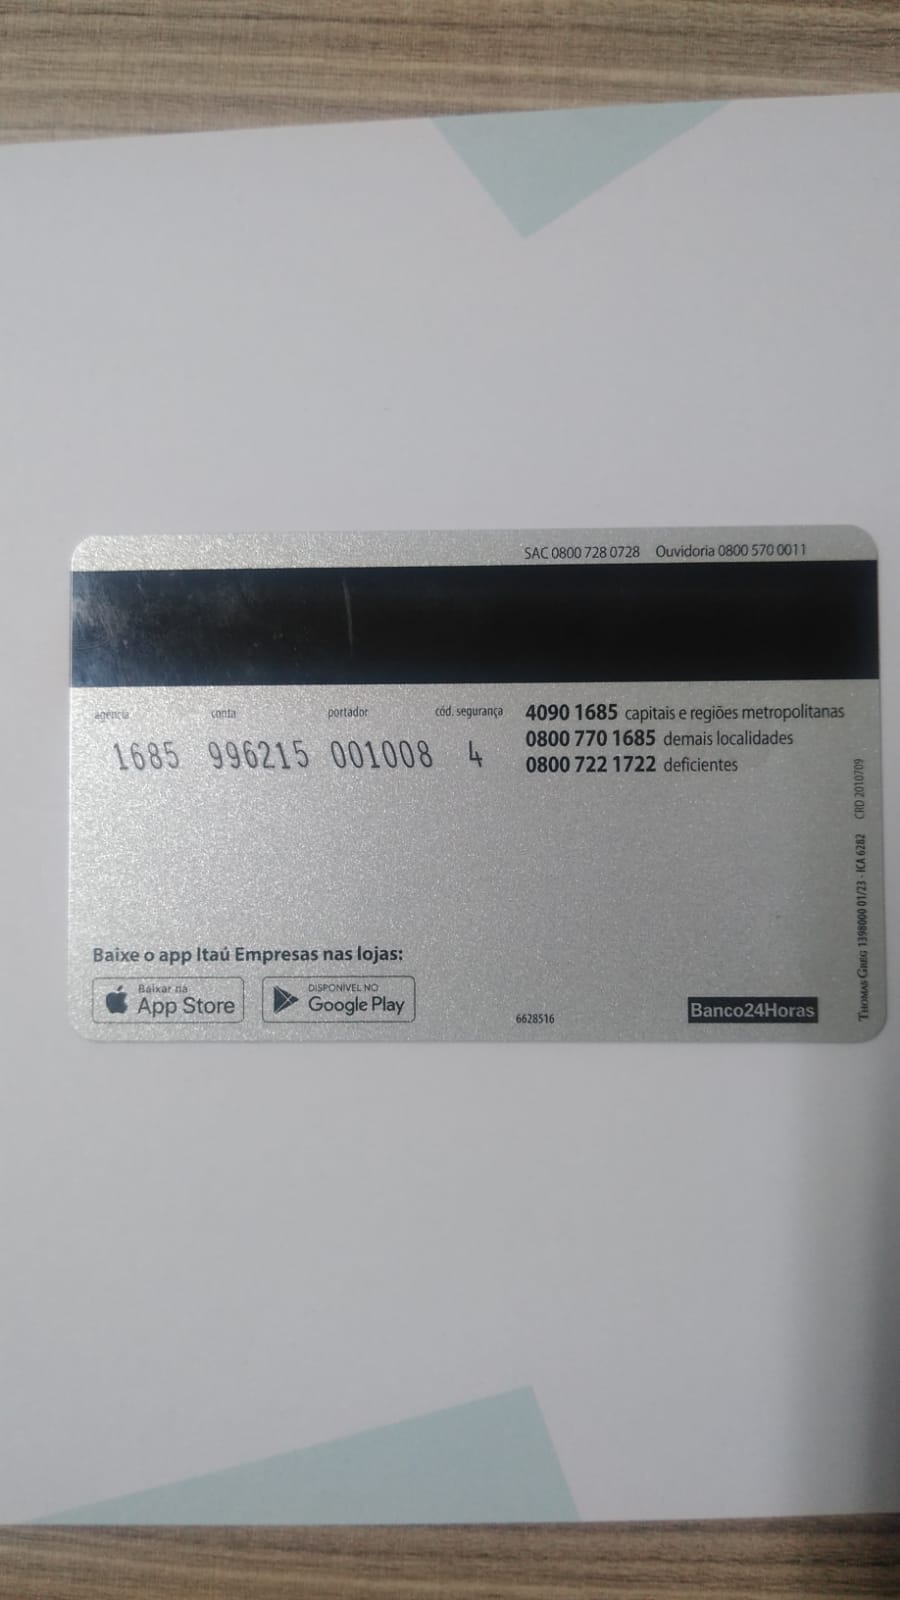 SAC 0800 728 0728 Ouvidoria 0800 570 0011
agência conta portador cód. segurança
1685 996215 001008 4
4090 1685 capitais e regiões metropolitanas
0800 770 1685 demais localidades
0800 722 1722 deficientes
THOMAS GREG 1398000 01/23 - ICA 6282 CRD 2010709
Baixe o app Itaú Empresas nas lojas:
Baixar na
App Store
DISPONÍVEL NO
Google Play
6628516
Banco24Horas